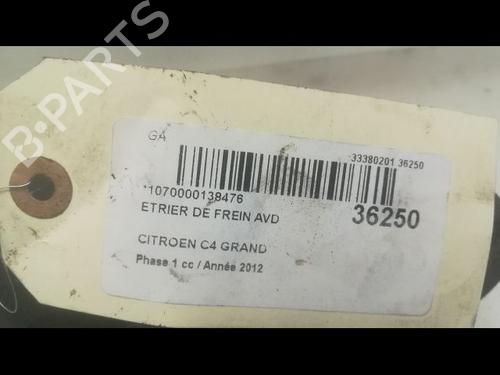 B-PARTS
GA
33380201 36250
1070000138476
ETRIER DE FREIN AVD
36250
CITROEN C4 GRAND
Phase 1 cc / Année 2012